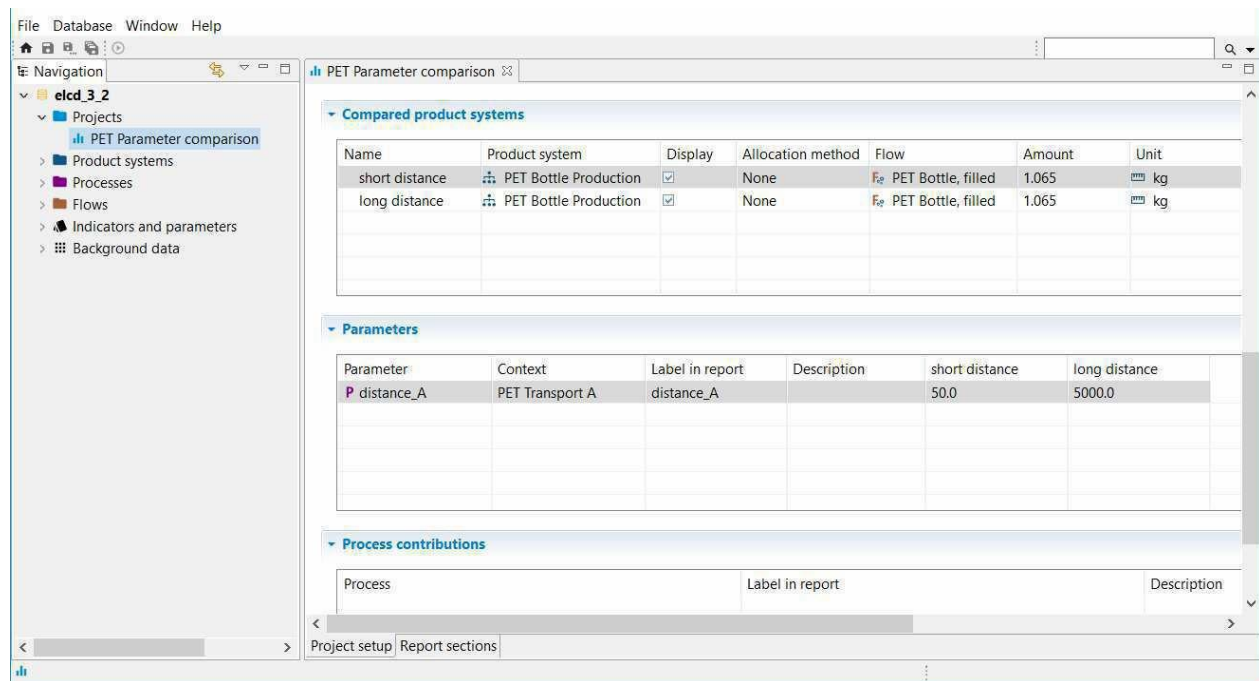 File Database Window Help
Navigation
PET Parameter comparison
elcd_3_2
Projects
PET Parameter comparison
Product systems
Processes
Flows
Indicators and parameters
Background data
Compared product systems
Name Product system Display Allocation method Flow Amount Unit
short distance PET Bottle Production None PET Bottle, filled 1.065 kg
long distance PET Bottle Production None PET Bottle, filled 1.065 kg
Parameters
Parameter Context Label in report Description short distance long distance
P distance_A PET Transport A distance_A 50.0 5000.0
Process contributions
Process Label in report Description
Project setup Report sections